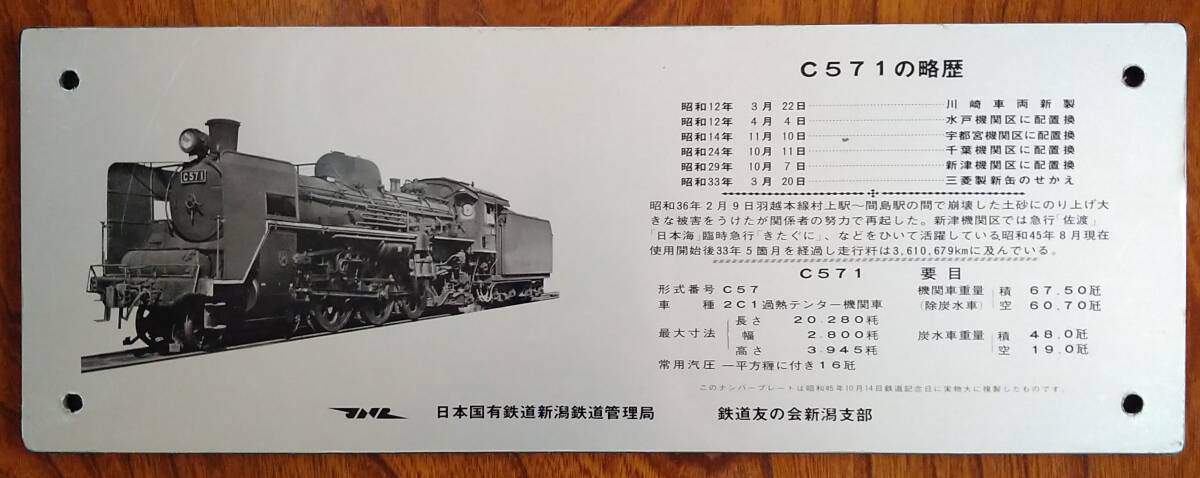 C571の略歴
昭和12年 3月22日 川崎車両新製
昭和12年 4月 4日 水戸機関区に配置換
昭和14年 11月10日 宇都宮機関区に配置換
昭和24年 10月11日 千葉機関区に配置換
昭和29年 10月 7日 新津機関区に配置換
昭和33年 3月20日 三菱製新缶のせかえ
昭和36年2月9日羽越本線村上駅〜間島駅の間で崩壊した土砂にのり上げ大
きな被害をうけたが関係者の努力で再起した。新津機関区では急行「佐渡」
「日本海」臨時急行「きたぐに」、などをひいて活躍している昭和45年8月現在
使用開始後33年5箇月を経過し走行粁は3,610,679kmに及んでいる。
C571 要目
形式番号 C57
車種 2C1過熱テンター機関車
最大寸法 長さ 20.280粍
幅 2.800粍
高さ 3.945粍
常用汽圧 一平方糎に付き16瓩
機関車重量(除炭水車) 積 67.50瓩
空 60.70瓩
炭水車重量 積 48.0瓩
空 19.0瓩
このナンバープレートは昭和45年10月14日鉄道記念日に実物大に複製したものです。
JNR 日本国有鉄道新潟鉄道管理局 鉄道友の会新潟支部
C571